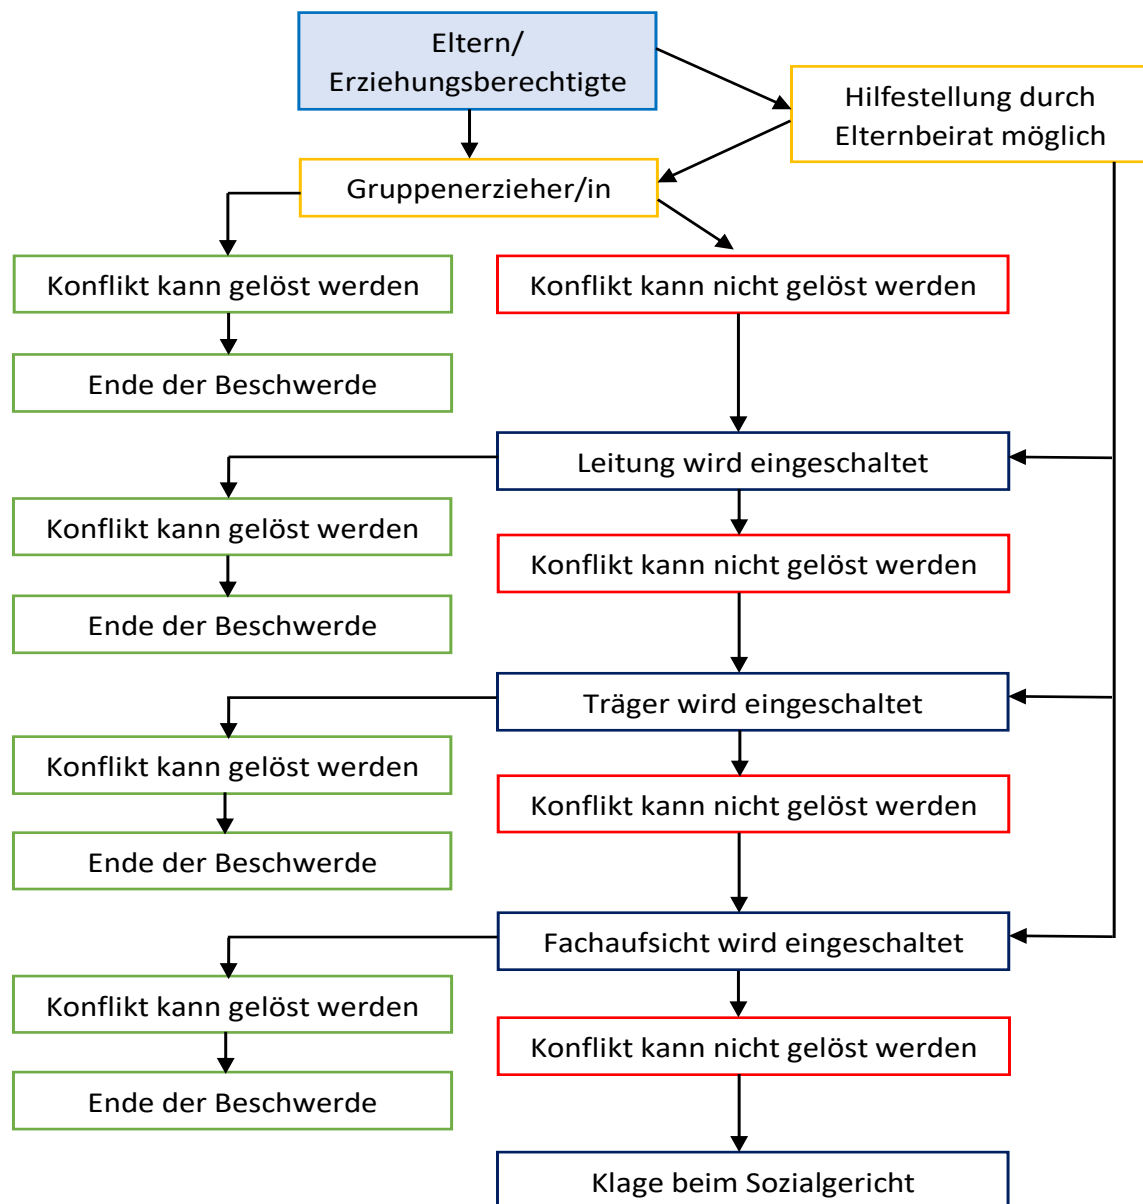 Eltern/
Erziehungsberechtigte
Hilfestellung durch
Elternbeirat möglich
Gruppenerzieher/in
Konflikt kann gelöst werden
Konflikt kann nicht gelöst werden
Ende der Beschwerde
Leitung wird eingeschaltet
Konflikt kann gelöst werden
Konflikt kann nicht gelöst werden
Ende der Beschwerde
Träger wird eingeschaltet
Konflikt kann gelöst werden
Konflikt kann nicht gelöst werden
Ende der Beschwerde
Fachaufsicht wird eingeschaltet
Konflikt kann gelöst werden
Konflikt kann nicht gelöst werden
Ende der Beschwerde
Klage beim Sozialgericht